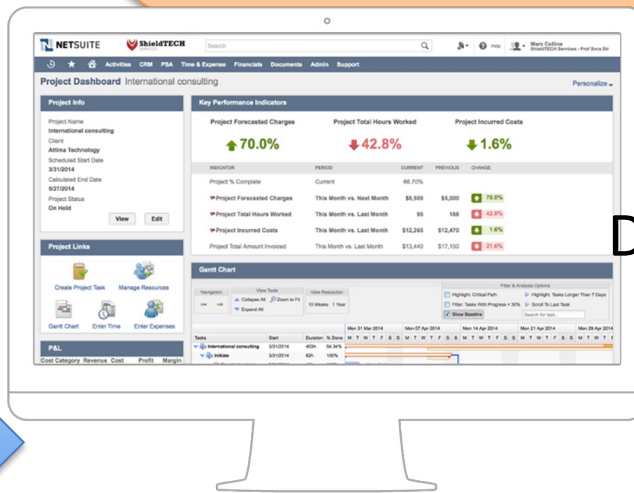 NETSUITE ShieldTECH SERVICES Search Help Marc Collins
ShieldTECH Services - Prof Srvcs Dir
Activities CRM PSA Time & Expense Financials Documents Admin Support
Project Dashboard International consulting Personalize
Project Info
Project Name
International consulting
Client
Altima Technology
Scheduled Start Date
3/31/2014
Calculated End Date
5/27/2014
Project Status
On Hold
View Edit
Project Links
Create Project Task Manage Resources
Gantt Chart Enter Time Enter Expenses
P&L
Cost Category Revenue Cost Profit Margin
Key Performance Indicators
Project Forecasted Charges Project Total Hours Worked Project Incurred Costs
70.0% 42.8% 1.6%
INDICATOR PERIOD CURRENT PREVIOUS CHANGE
Project % Complete Current 66.70%
Project Forecasted Charges This Month vs. Next Month $8,500 $5,000 70.0%
Project Total Hours Worked This Month vs. Last Month 95 166 42.8%
Project Incurred Costs This Month vs. Last Month $12,265 $12,470 1.6%
Project Total Amount Invoiced This Month vs. Last Month $13,440 $17,150 21.6%
Gantt Chart
Navigation View Tools View Resolution Filter & Analysis Options
Collapse All Zoom to Fit 10 Weeks 1 Year Highlight: Critical Path Highlight: Tasks Longer Than 7 Days
Expand All Filter: Tasks With Progress < 30% Scroll To Last Task
Show Baseline Search for task...
Mon 31 Mar 2014 Mon 07 Apr 2014 Mon 14 Apr 2014 Mon 21 Apr 2014 Mon 28 Apr 2014
Tasks Start Duration % Done M T W T F S S M T W T F S S M T W T F S S M T W T F S S M T W T
International consulting 3/31/2014 403h 54.34%
Initiate 3/31/2014 62h 100%
D